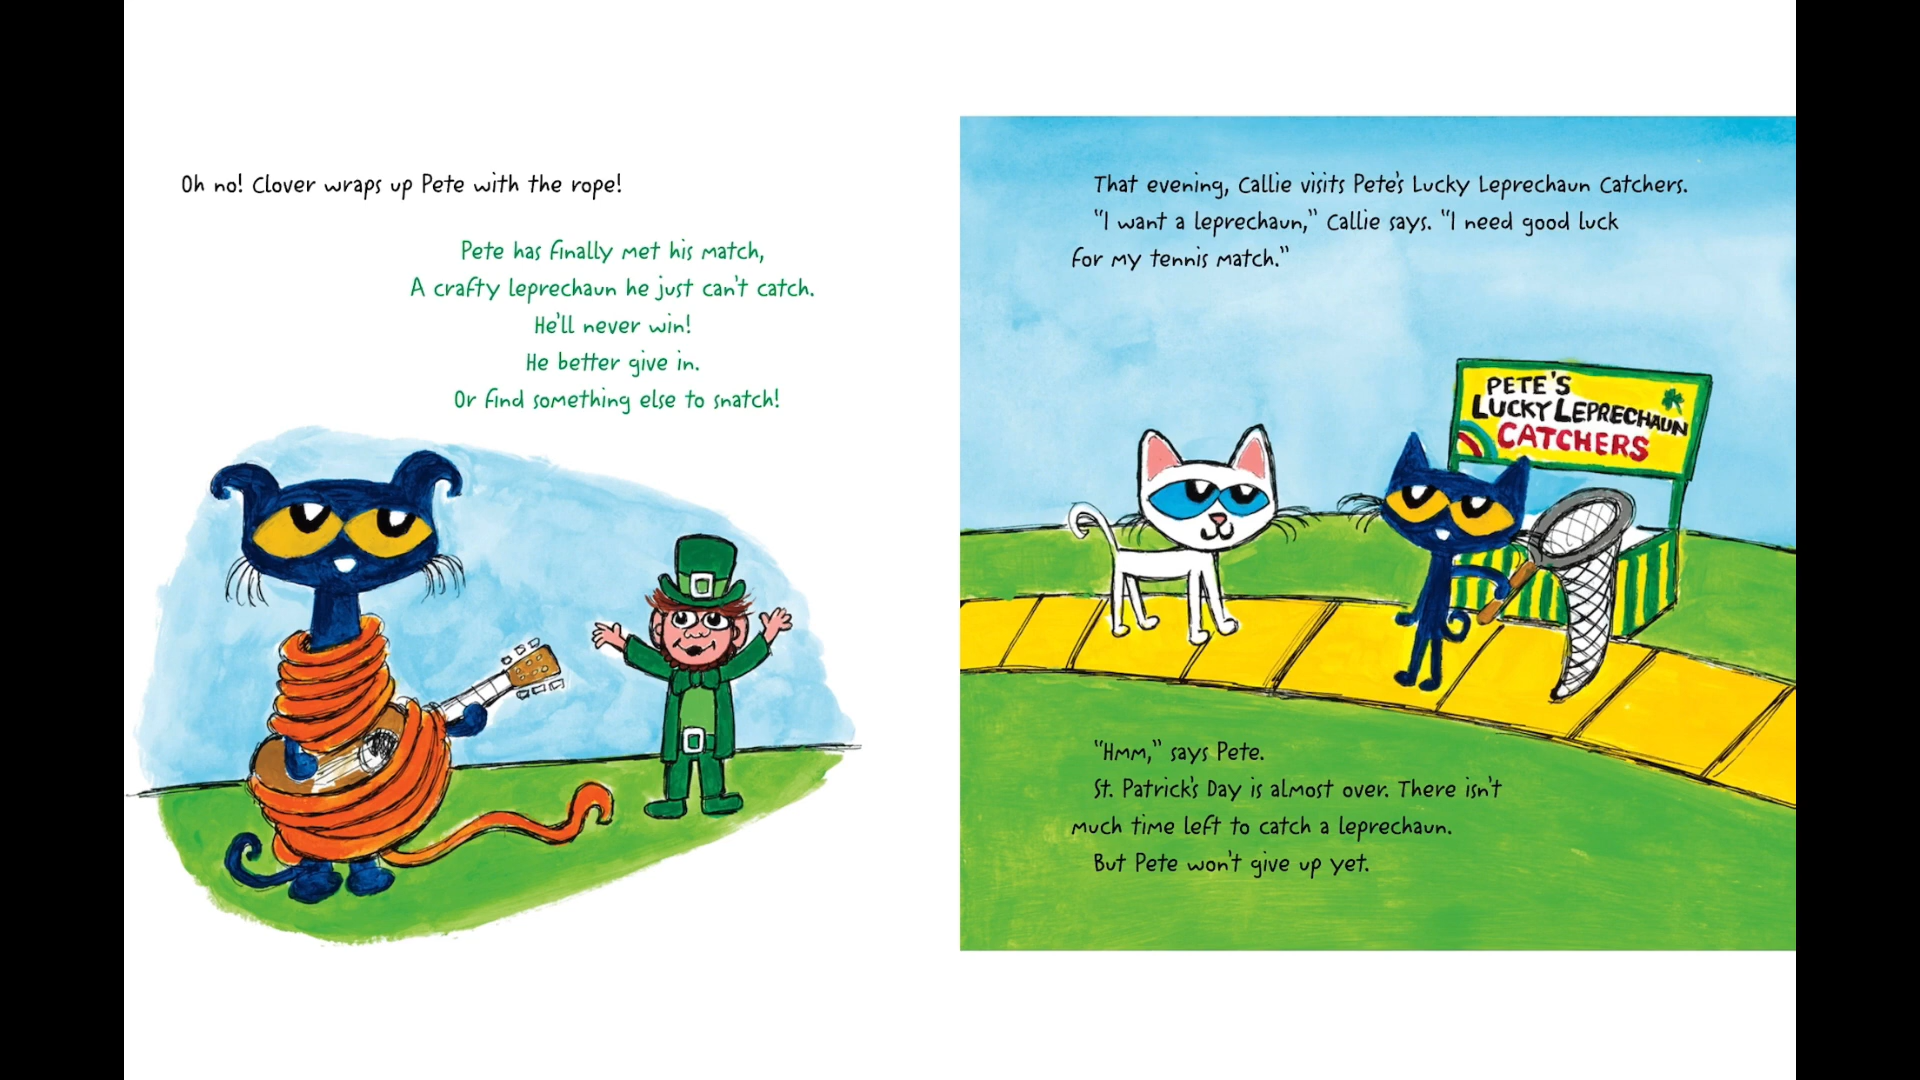 Oh no! Clover wraps up Pete with the rope!
Pete has finally met his match,
A crafty leprechaun he just can't catch.
He'll never win!
He better give in.
Or find something else to snatch!
That evening, Callie visits Pete's Lucky Leprechaun Catchers.
"I want a leprechaun," Callie says. "I need good luck
for my tennis match."
PETE'S
LUCKY LEPRECHAUN
CATCHERS
"Hmm," says Pete.
St. Patrick's Day is almost over. There isn't
much time left to catch a leprechaun.
But Pete won't give up yet.